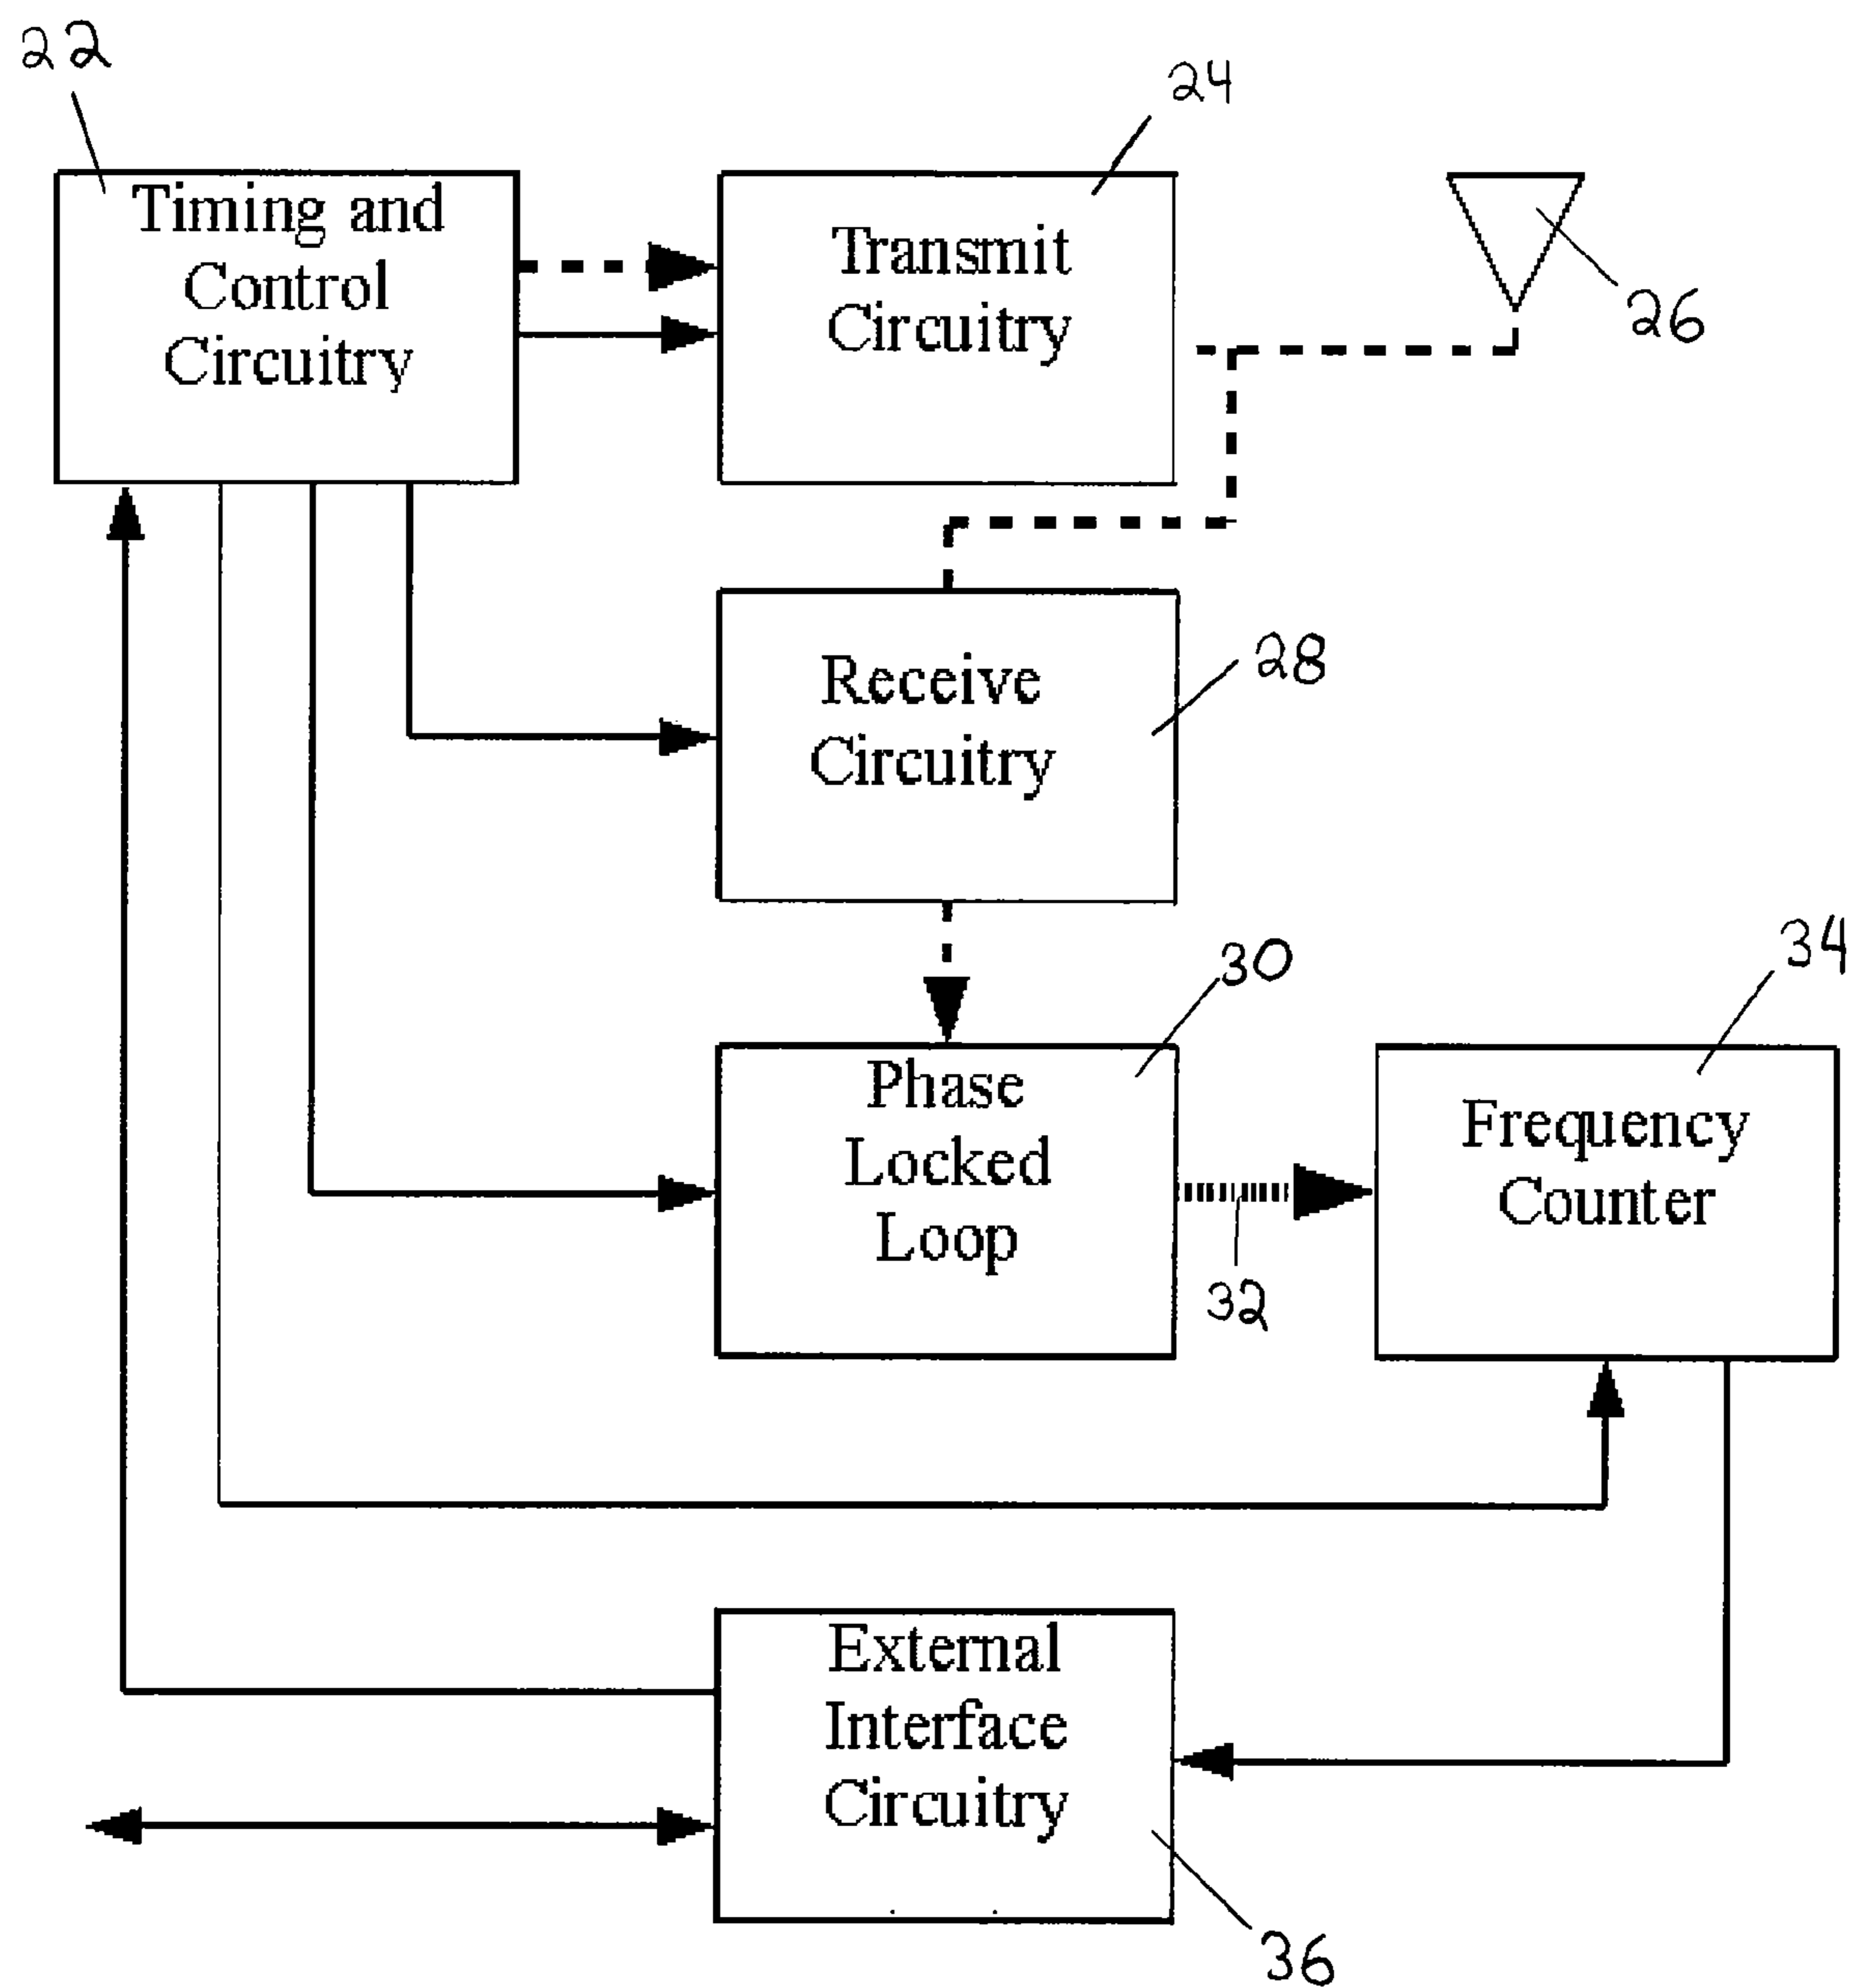 22
24
Timing and
Control
Circuitry
Transmit
Circuitry
26
Receive
Circuitry
28
30
34
Phase
Locked
Loop
Frequency
Counter
32
External
Interface
Circuitry
36